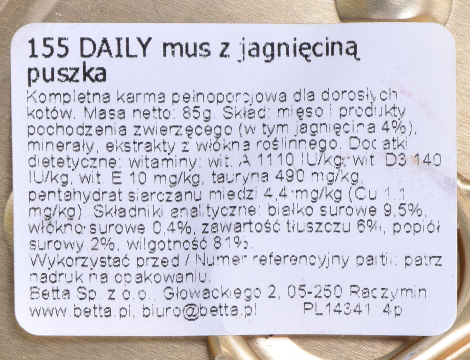 155 DAILY mus z jagnięciną
puszka
Kompletna karma pełnoporcjowa dla dorosłych
kotów. Masa netto: 85g. Skład: mięso i produkty
pochodzenia zwierzęcego (w tym jagnięcina 4%),
minerały, ekstrakty z włókna roślinnego. Dodatki
dietetyczne: witaminy: wit. A 1110 IU/kg, wit. D3 140
IU/kg, wit. E 10 mg/kg, tauryna 490 mg/kg,
pentahydrat siarczanu miedzi 4,4 mg/kg (Cu 1,1
mg/kg). Składniki analityczne: białko surowe 9,5%,
włókno surowe 0,4%, zawartość tłuszczu 6%, popiół
surowy 2%, wilgotność 81%.
Wykorzystać przed / Numer referencyjny partii: patrz
nadruk na opakowaniu.
Betta Sp. z o.o., Głowackiego 2, 05-250 Raczymin
www.betta.pl, biuro@betta.pl PL14341 4p